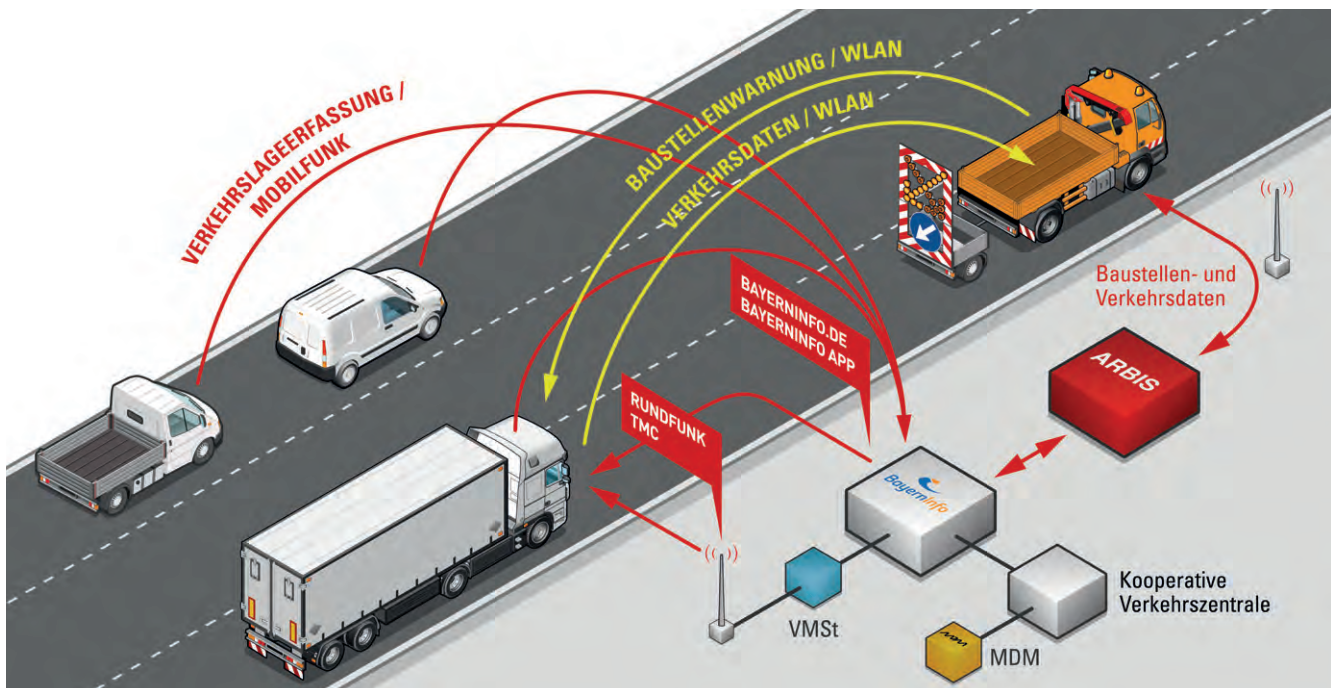 VERKEHRSLAGEERFASSUNG /
MOBILFUNK
BAUSTELLENWARNUNG / WLAN
VERKEHRSDATEN / WLAN
BAYERNINFO.DE
BAYERNINFO APP
RUNDFUNK
TMC
Baustellen- und
Verkehrsdaten
ARBIS
BayernInfo
Kooperative
Verkehrszentrale
VMSt
MDM